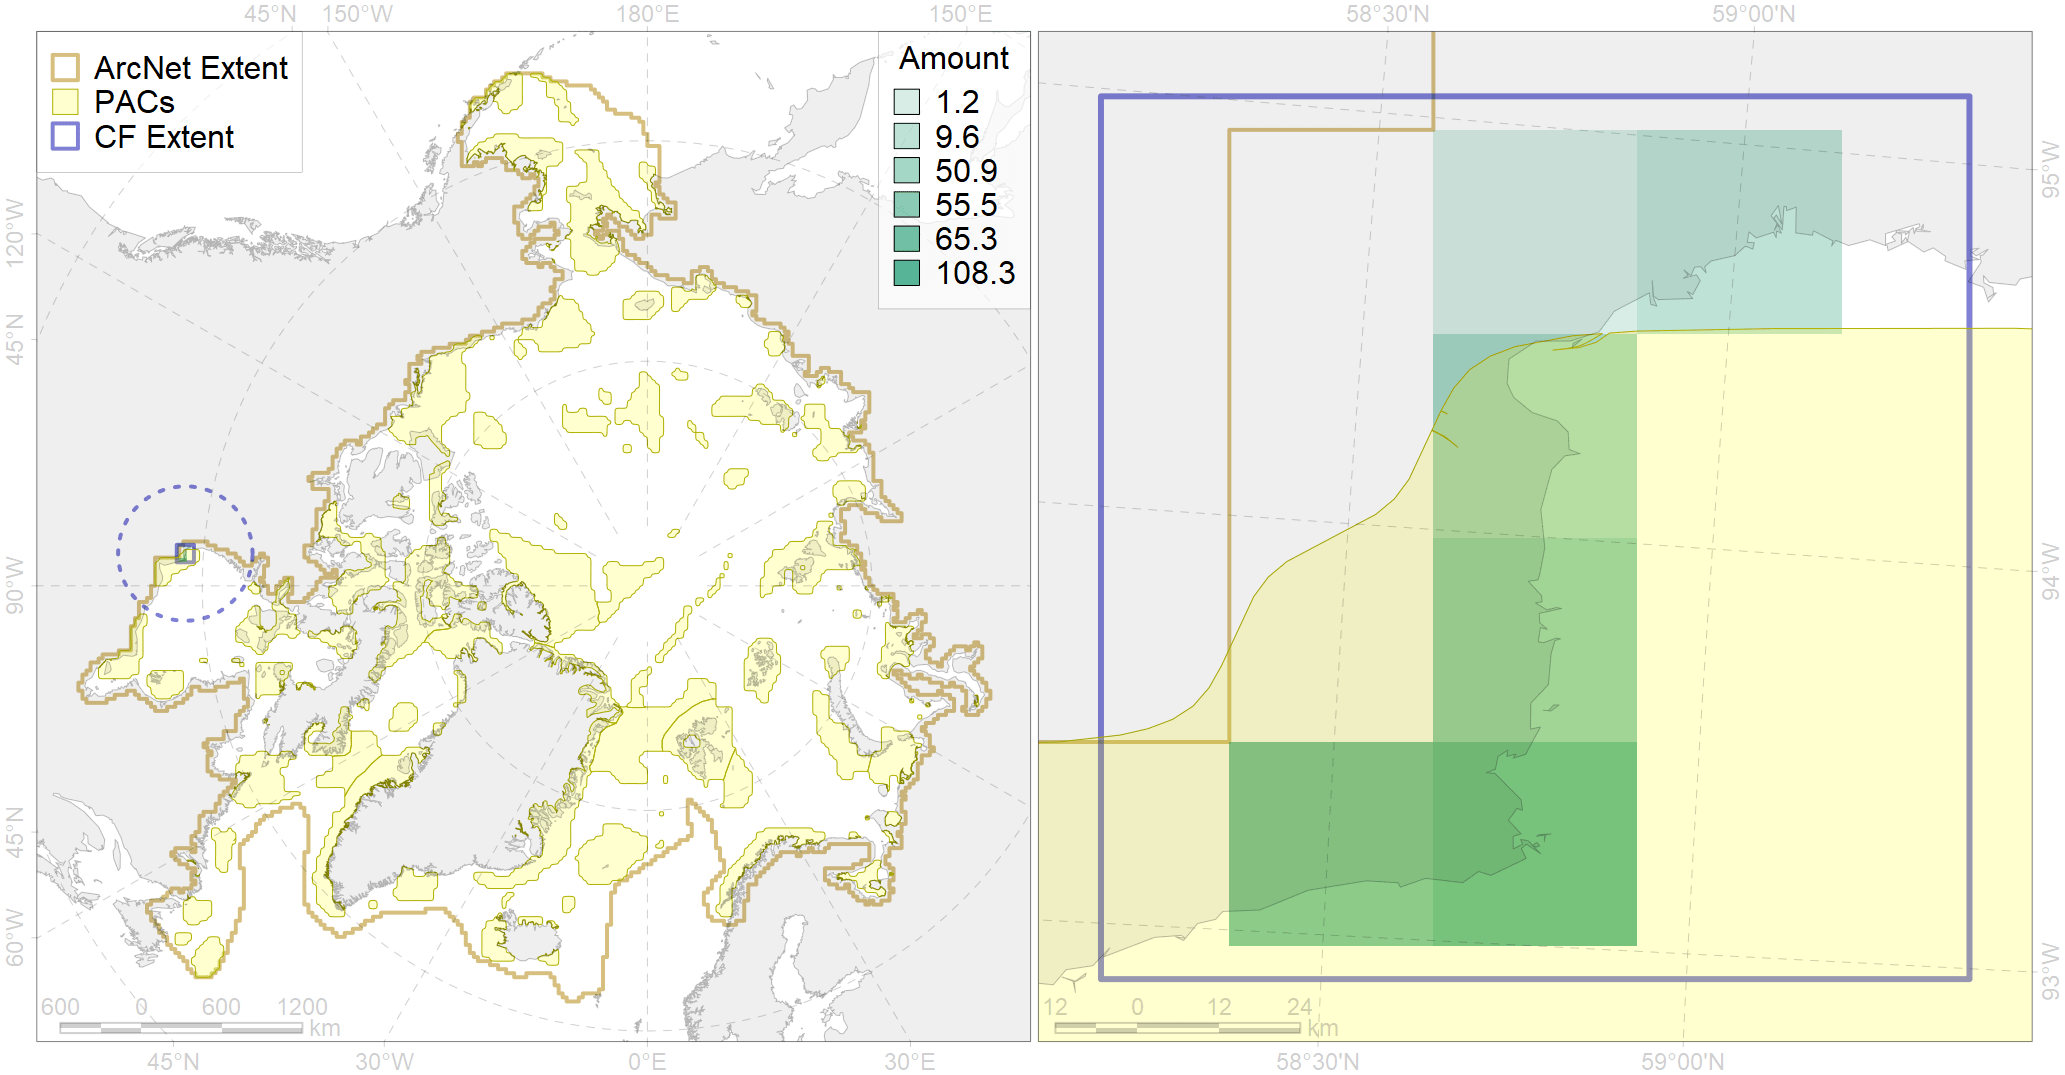 45°N 150°W 180°E 150°E 58°30'N 59°00'N
ArcNet Extent
PACs
CF Extent
Amount
1.2
9.6
50.9
55.5
65.3
108.3
120°W
45°N
90°W
45°N
60°W
95°W
94°W
93°W
600 0 600 1200
km
12 0 12 24
km
45°N 30°W 0°E 30°E 58°30'N 59°00'N